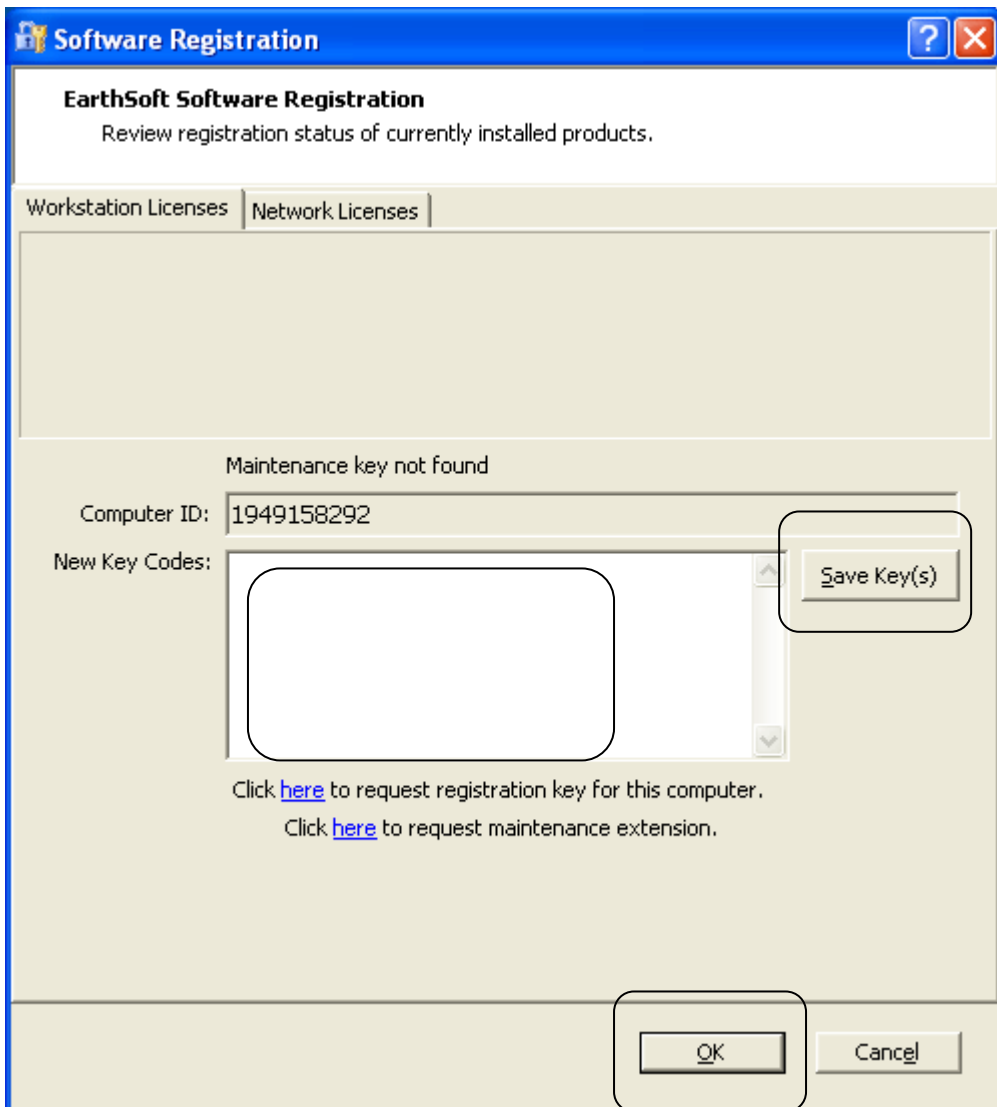 Software Registration
EarthSoft Software Registration
Review registration status of currently installed products.
Workstation Licenses Network Licenses
Maintenance key not found
Computer ID: 1949158292
New Key Codes: Save Key(s)
Click here to request registration key for this computer.
Click here to request maintenance extension.
OK Cancel